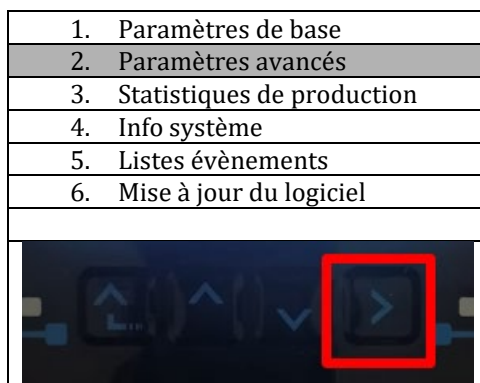 1. Paramètres de base
2. Paramètres avancés
3. Statistiques de production
4. Info système
5. Listes évènements
6. Mise à jour du logiciel